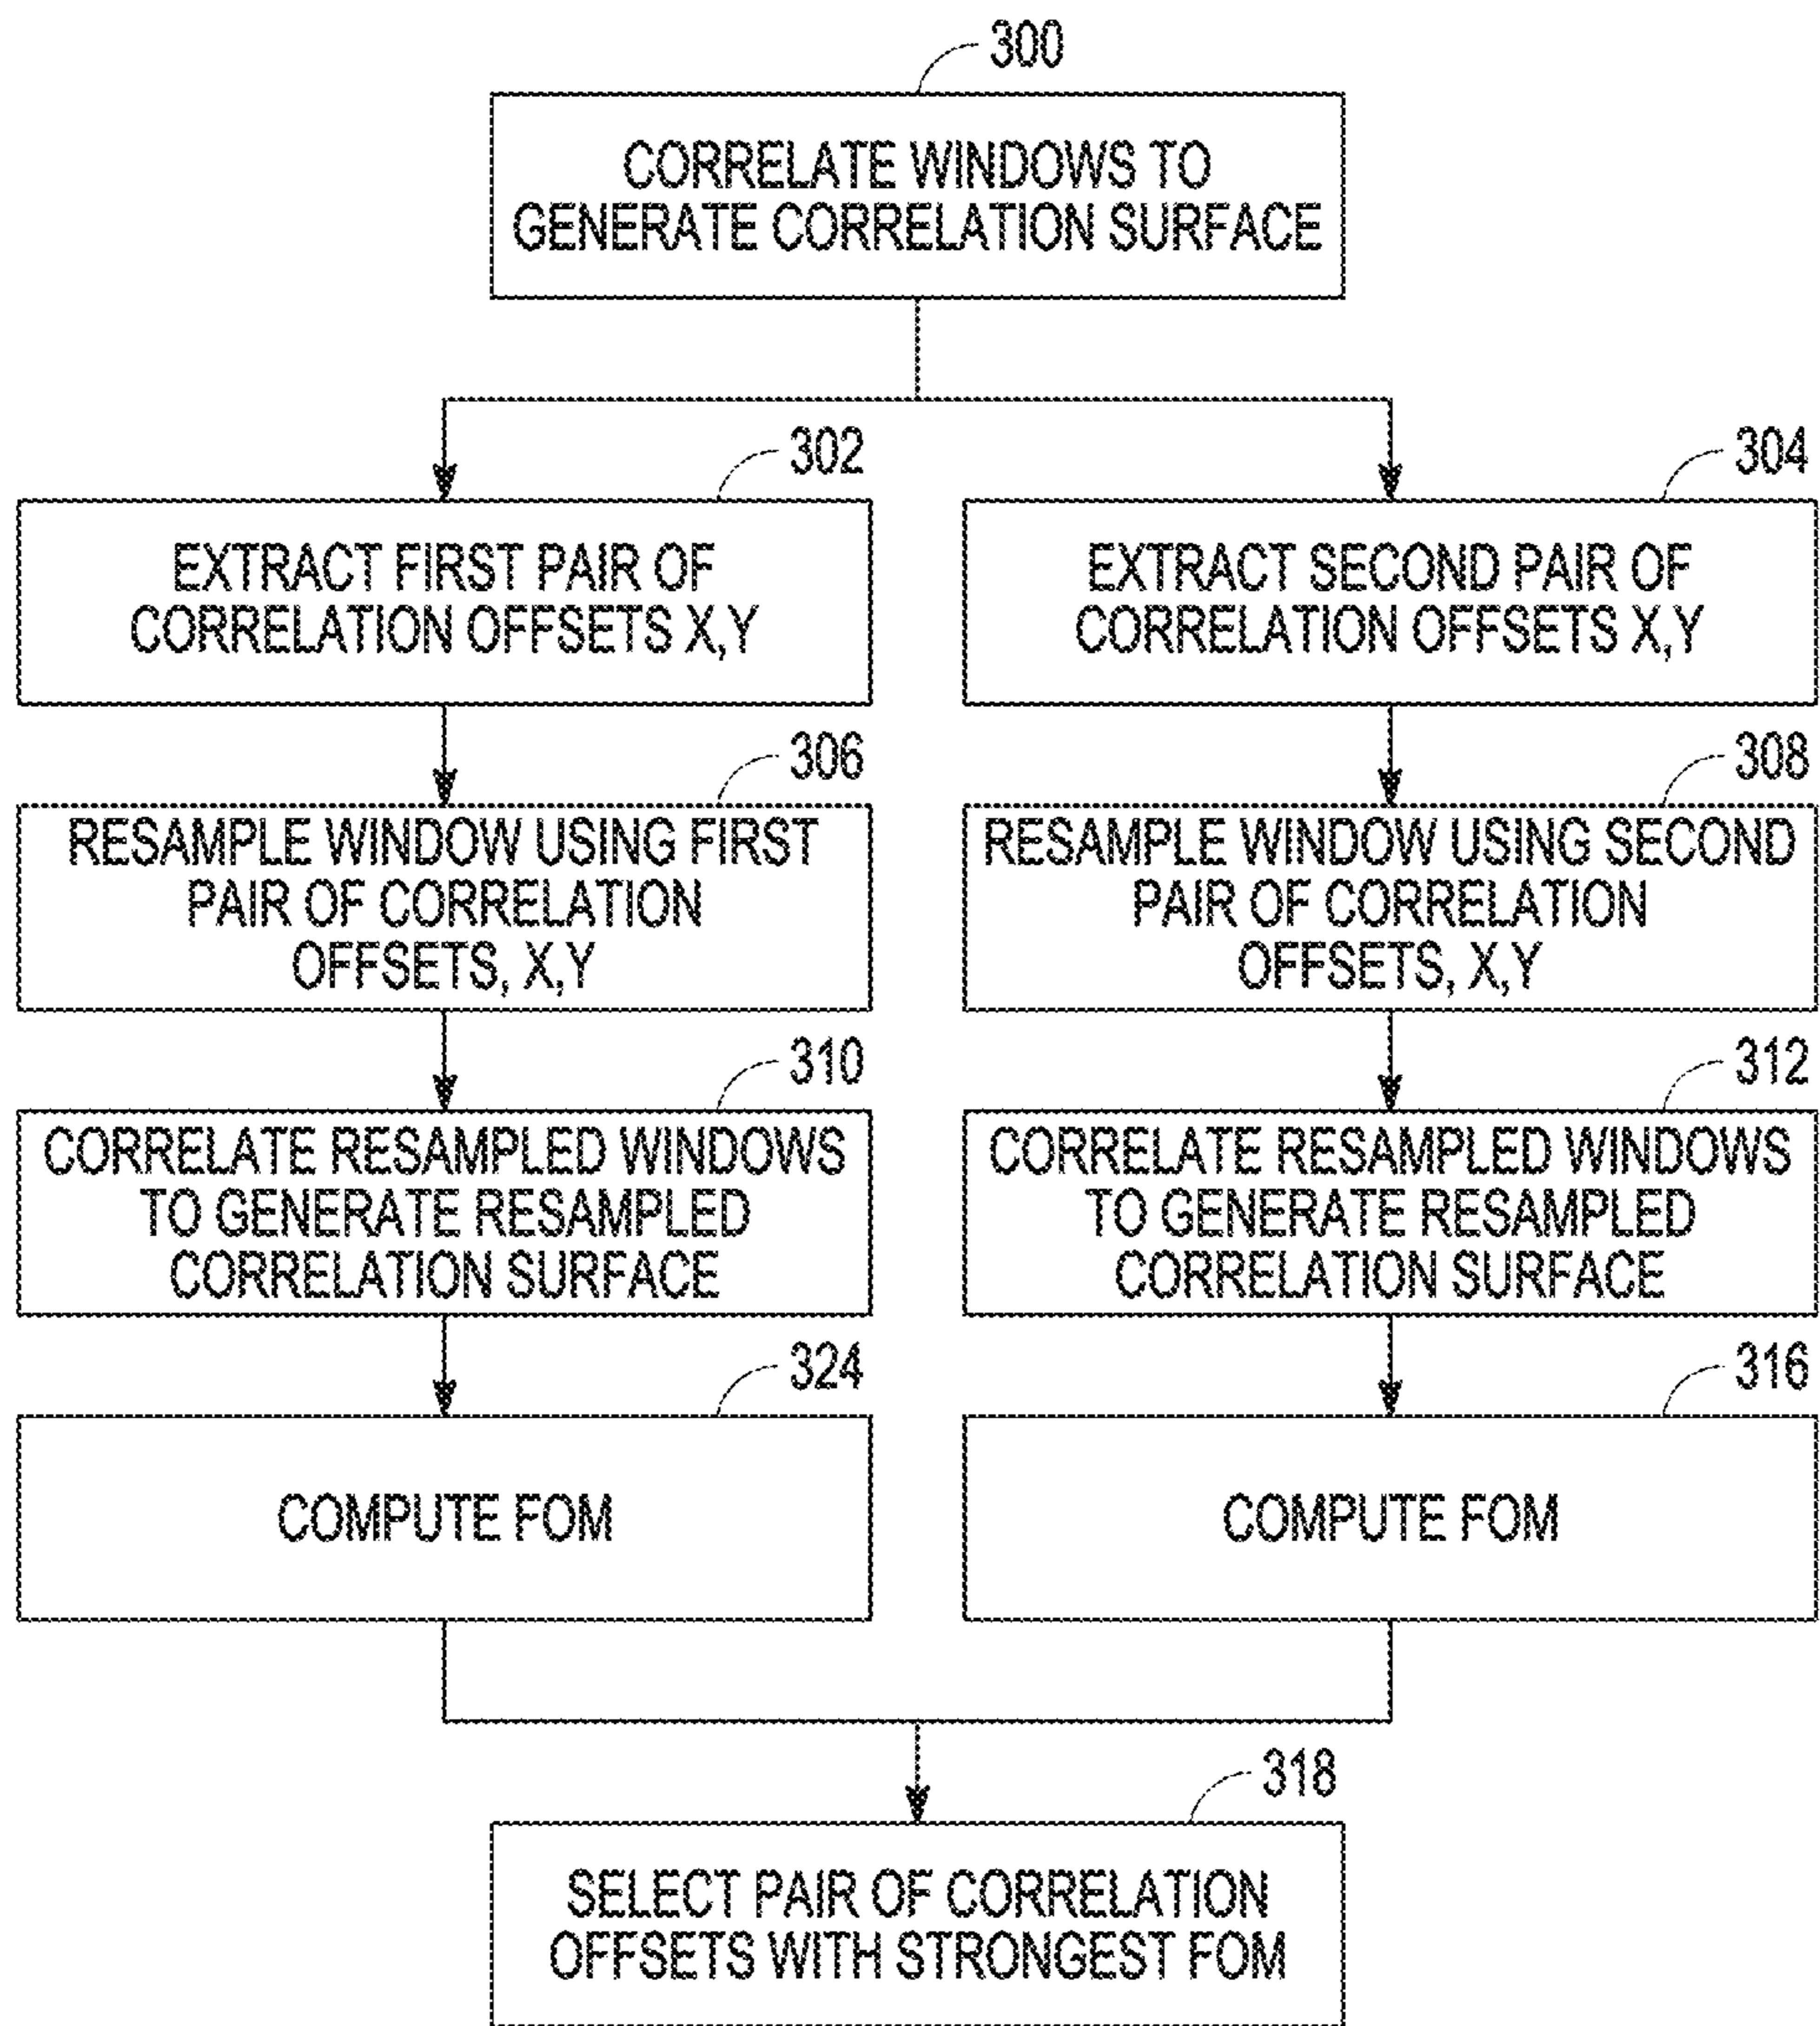 300
CORRELATE WINDOWS TO
GENERATE CORRELATION SURFACE
302
EXTRACT FIRST PAIR OF
CORRELATION OFFSETS X,Y
304
EXTRACT SECOND PAIR OF
CORRELATION OFFSETS X,Y
306
RESAMPLE WINDOW USING FIRST
PAIR OF CORRELATION
OFFSETS, X,Y
308
RESAMPLE WINDOW USING SECOND
PAIR OF CORRELATION
OFFSETS, X,Y
310
CORRELATE RESAMPLED WINDOWS
TO GENERATE RESAMPLED
CORRELATION SURFACE
312
CORRELATE RESAMPLED WINDOWS
TO GENERATE RESAMPLED
CORRELATION SURFACE
324
COMPUTE FOM
316
COMPUTE FOM
318
SELECT PAIR OF CORRELATION
OFFSETS WITH STRONGEST FOM